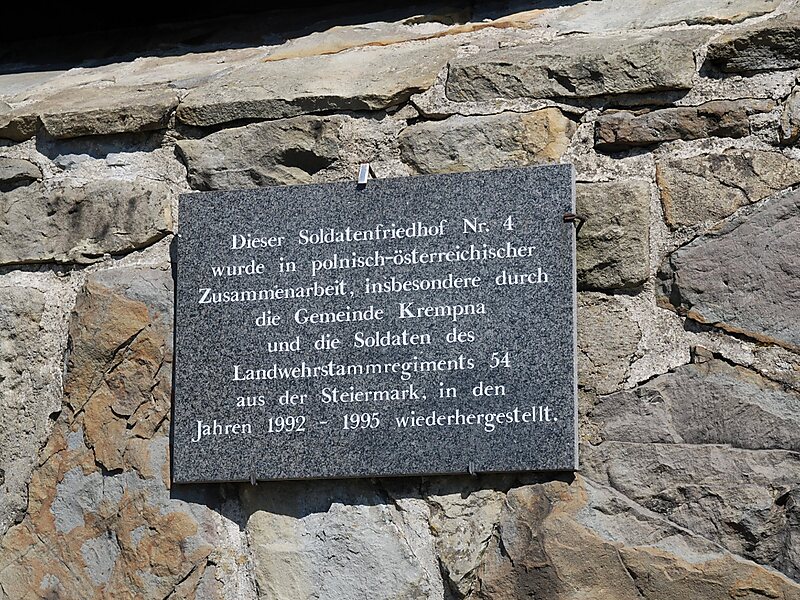 Dieser Soldatenfriedhof Nr. 4
wurde in polnisch-österreichischer
Zusammenarbeit, insbesondere durch
die Gemeinde Krempna
und die Soldaten des
Landwehrstammregiments 54
aus der Steiermark, in den
Jahren 1992 - 1995 wiederhergestellt.